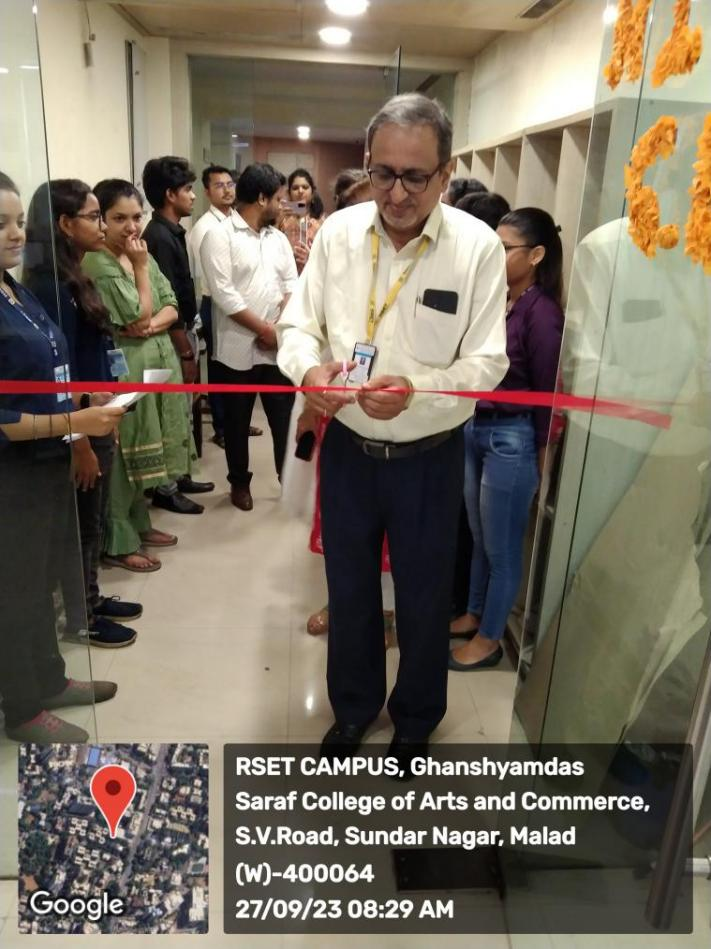 RSET CAMPUS, Ghanshyamdas
Saraf College of Arts and Commerce,
S.V.Road, Sundar Nagar, Malad
(W)-400064
27/09/23 08:29 AM
Google